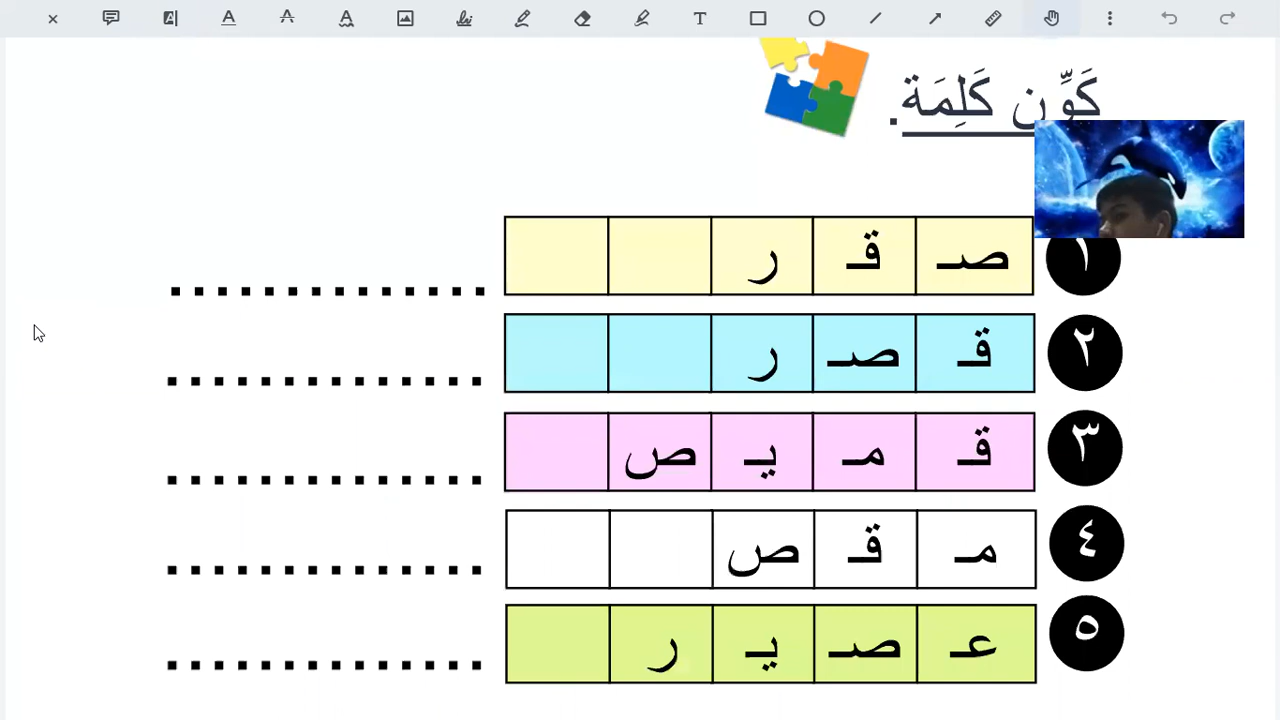 كَوِّن كَلِمَة.
١ صـ قـ ر
٢ قـ صـ ر
٣ قـ مـ يـ ص
٤ مـ قـ ص
٥ عـ صـ يـ ر